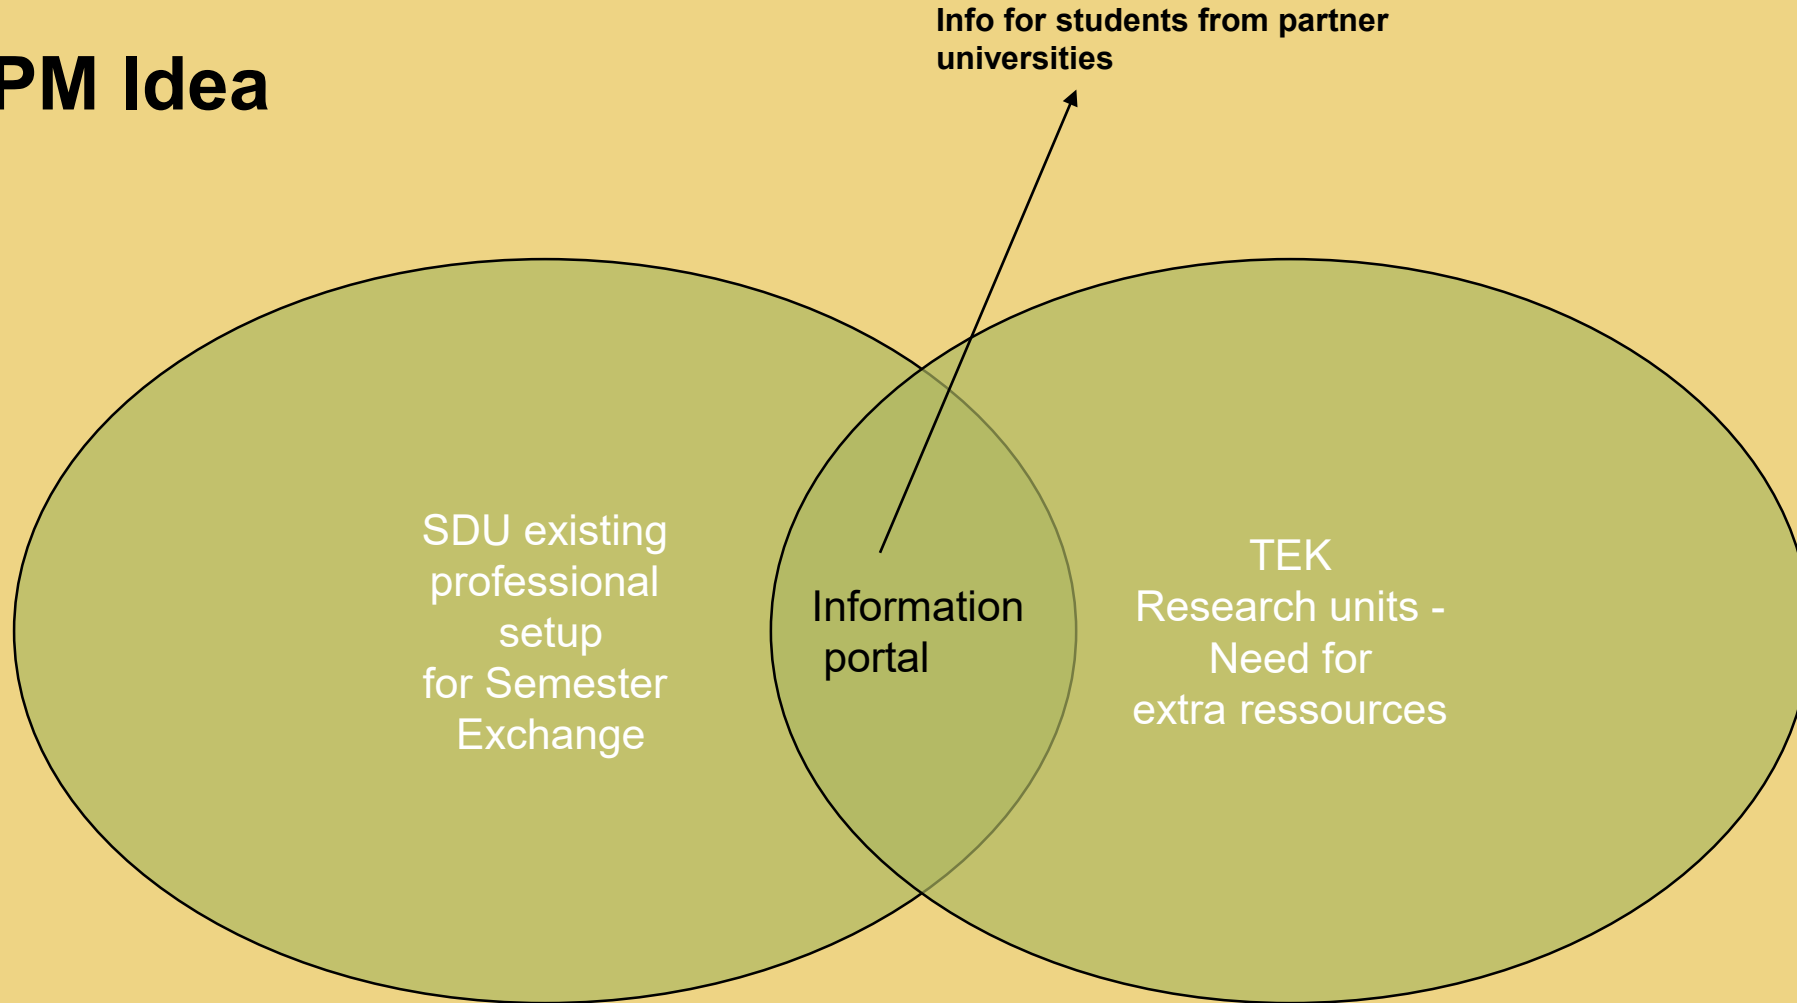 PM Idea
Info for students from partner
universities
SDU existing
professional
setup
for Semester
Exchange
Information
portal
TEK
Research units -
Need for
extra ressources